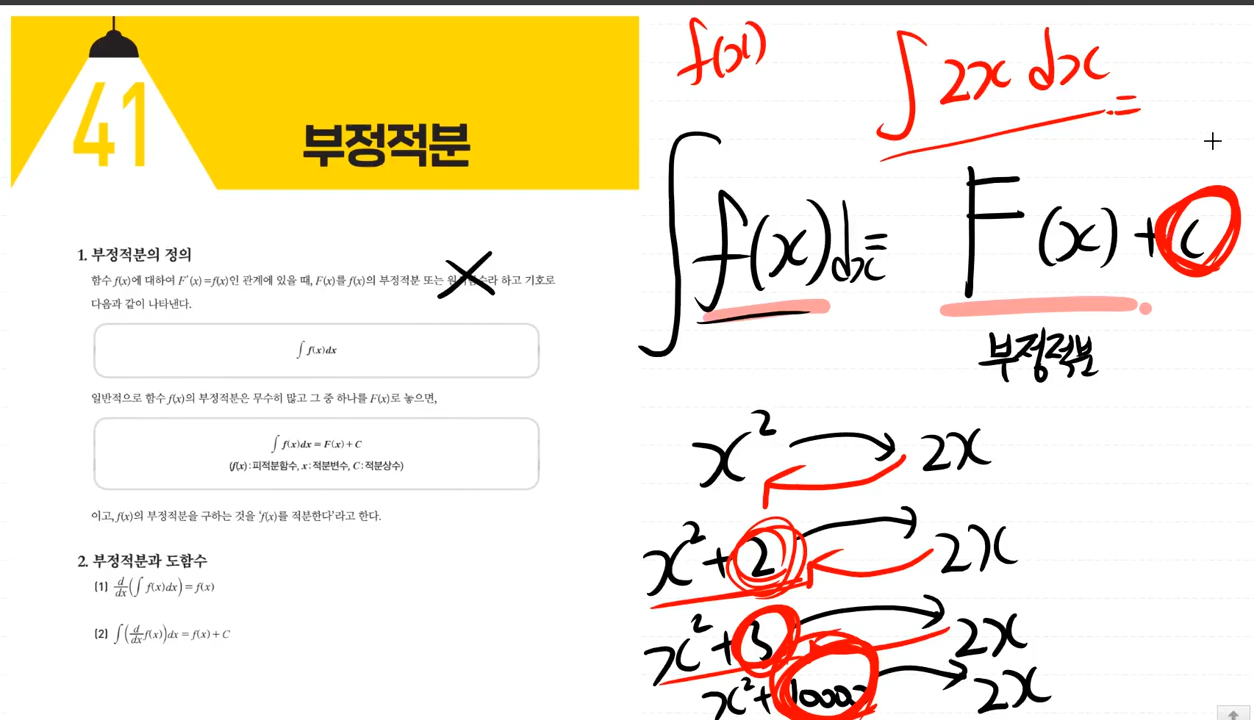 41
부정적분
1. 부정적분의 정의
함수 f(x)에 대하여 F'(x)=f(x)인 관계에 있을 때, F(x)를 f(x)의 부정적분 또는 원시함수라 하고 기호로
다음과 같이 나타낸다.
∫ f(x)dx
일반적으로 함수 f(x)의 부정적분은 무수히 많고 그 중 하나를 F(x)로 놓으면,
∫ f(x)dx = F(x) + C
(f(x) : 피적분함수, x : 적분변수, C : 적분상수)
이고, f(x)의 부정적분을 구하는 것을 'f(x)를 적분한다'라고 한다.
2. 부정적분과 도함수
(1) d/dx(∫ f(x)dx) = f(x)
(2) ∫(d/dx f(x))dx = f(x) + C
f(x)
∫ 2x dx =
∫ f(x)dx = F(x) + C
부정적분
x² → 2x
x² + 2 → 2x
x² + 3 → 2x
x² + → 2x